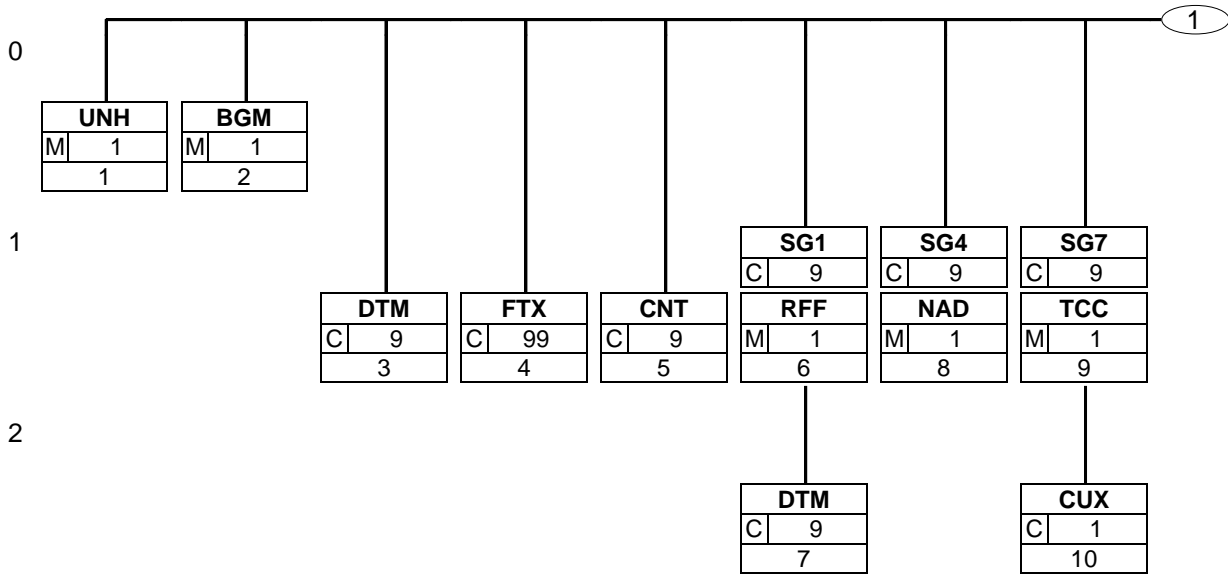 1
0
UNH BGM
M 1 M 1
1 2
1
SG1 SG4 SG7
C 9 C 9 C 9
DTM FTX CNT RFF NAD TCC
C 9 C 99 C 9 M 1 M 1 M 1
3 4 5 6 8 9
2
DTM CUX
C 9 C 1
7 10